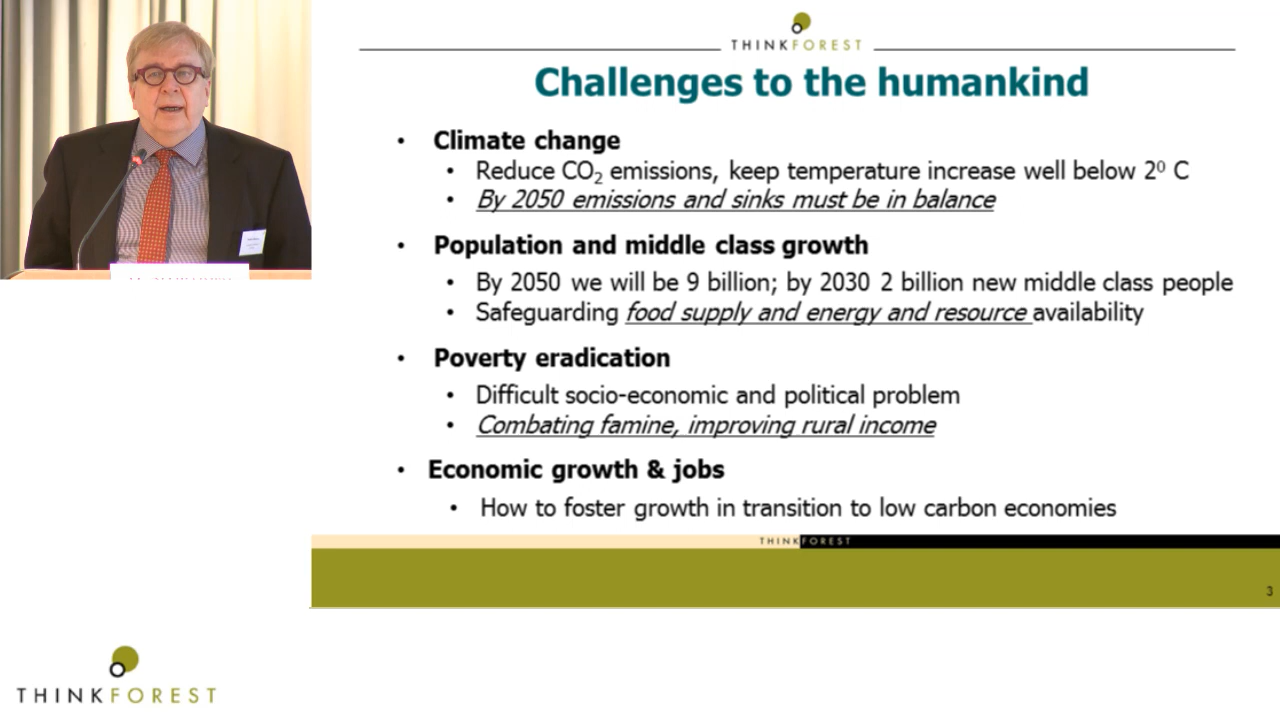 THINKFOREST
Challenges to the humankind
• Climate change
• Reduce CO₂ emissions, keep temperature increase well below 2⁰ C
• By 2050 emissions and sinks must be in balance
• Population and middle class growth
• By 2050 we will be 9 billion; by 2030 2 billion new middle class people
• Safeguarding food supply and energy and resource availability
• Poverty eradication
• Difficult socio-economic and political problem
• Combating famine, improving rural income
• Economic growth & jobs
• How to foster growth in transition to low carbon economies
THINKFOREST
3
THINKFOREST